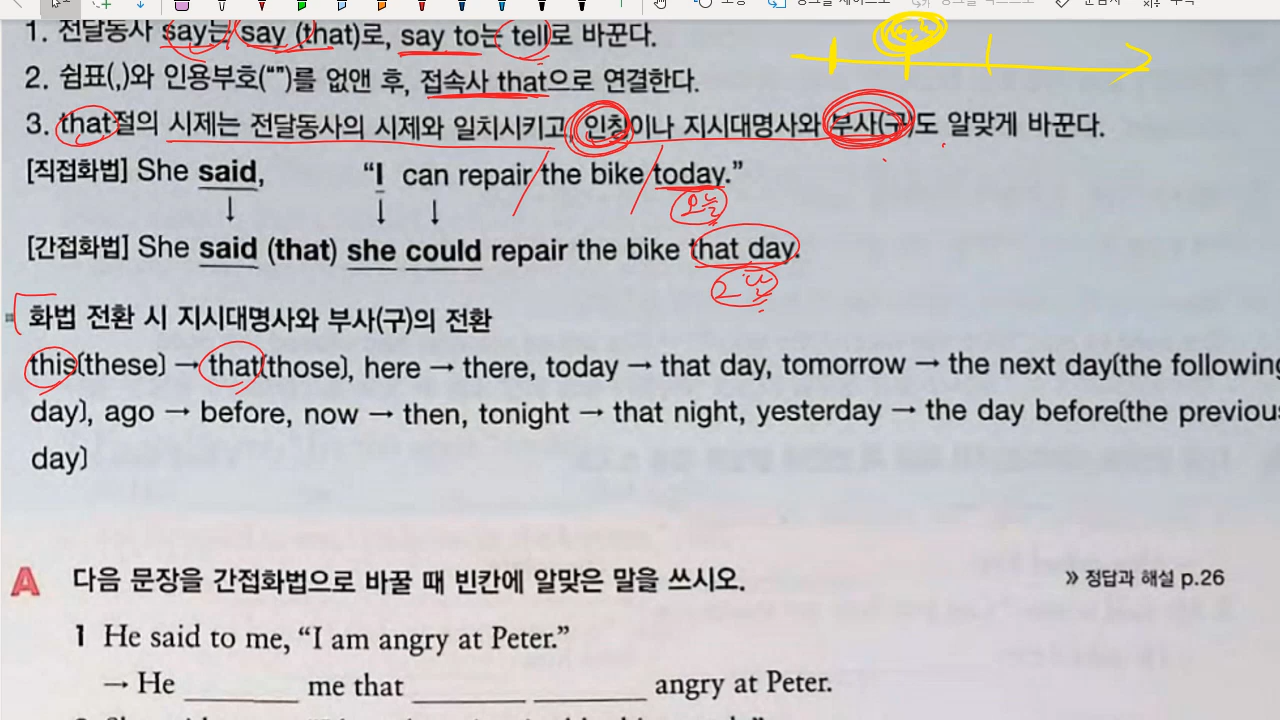 1. 전달동사 say는 say (that)로, say to는 tell로 바꾼다.
2. 쉼표(,)와 인용부호(“”)를 없앤 후, 접속사 that으로 연결한다.
3. that절의 시제는 전달동사의 시제와 일치시키고, 인칭이나 지시대명사와 부사(구)도 알맞게 바꾼다.
[직접화법] She said, “I can repair the bike today.”
오늘
[간접화법] She said (that) she could repair the bike that day.
그날
화법 전환 시 지시대명사와 부사(구)의 전환
this(these) → that(those), here → there, today → that day, tomorrow → the next day(the following
day), ago → before, now → then, tonight → that night, yesterday → the day before(the previous
day)
A 다음 문장을 간접화법으로 바꿀 때 빈칸에 알맞은 말을 쓰시오. » 정답과 해설 p.26
1 He said to me, “I am angry at Peter.”
→ He ________ me that ________ ________ angry at Peter.